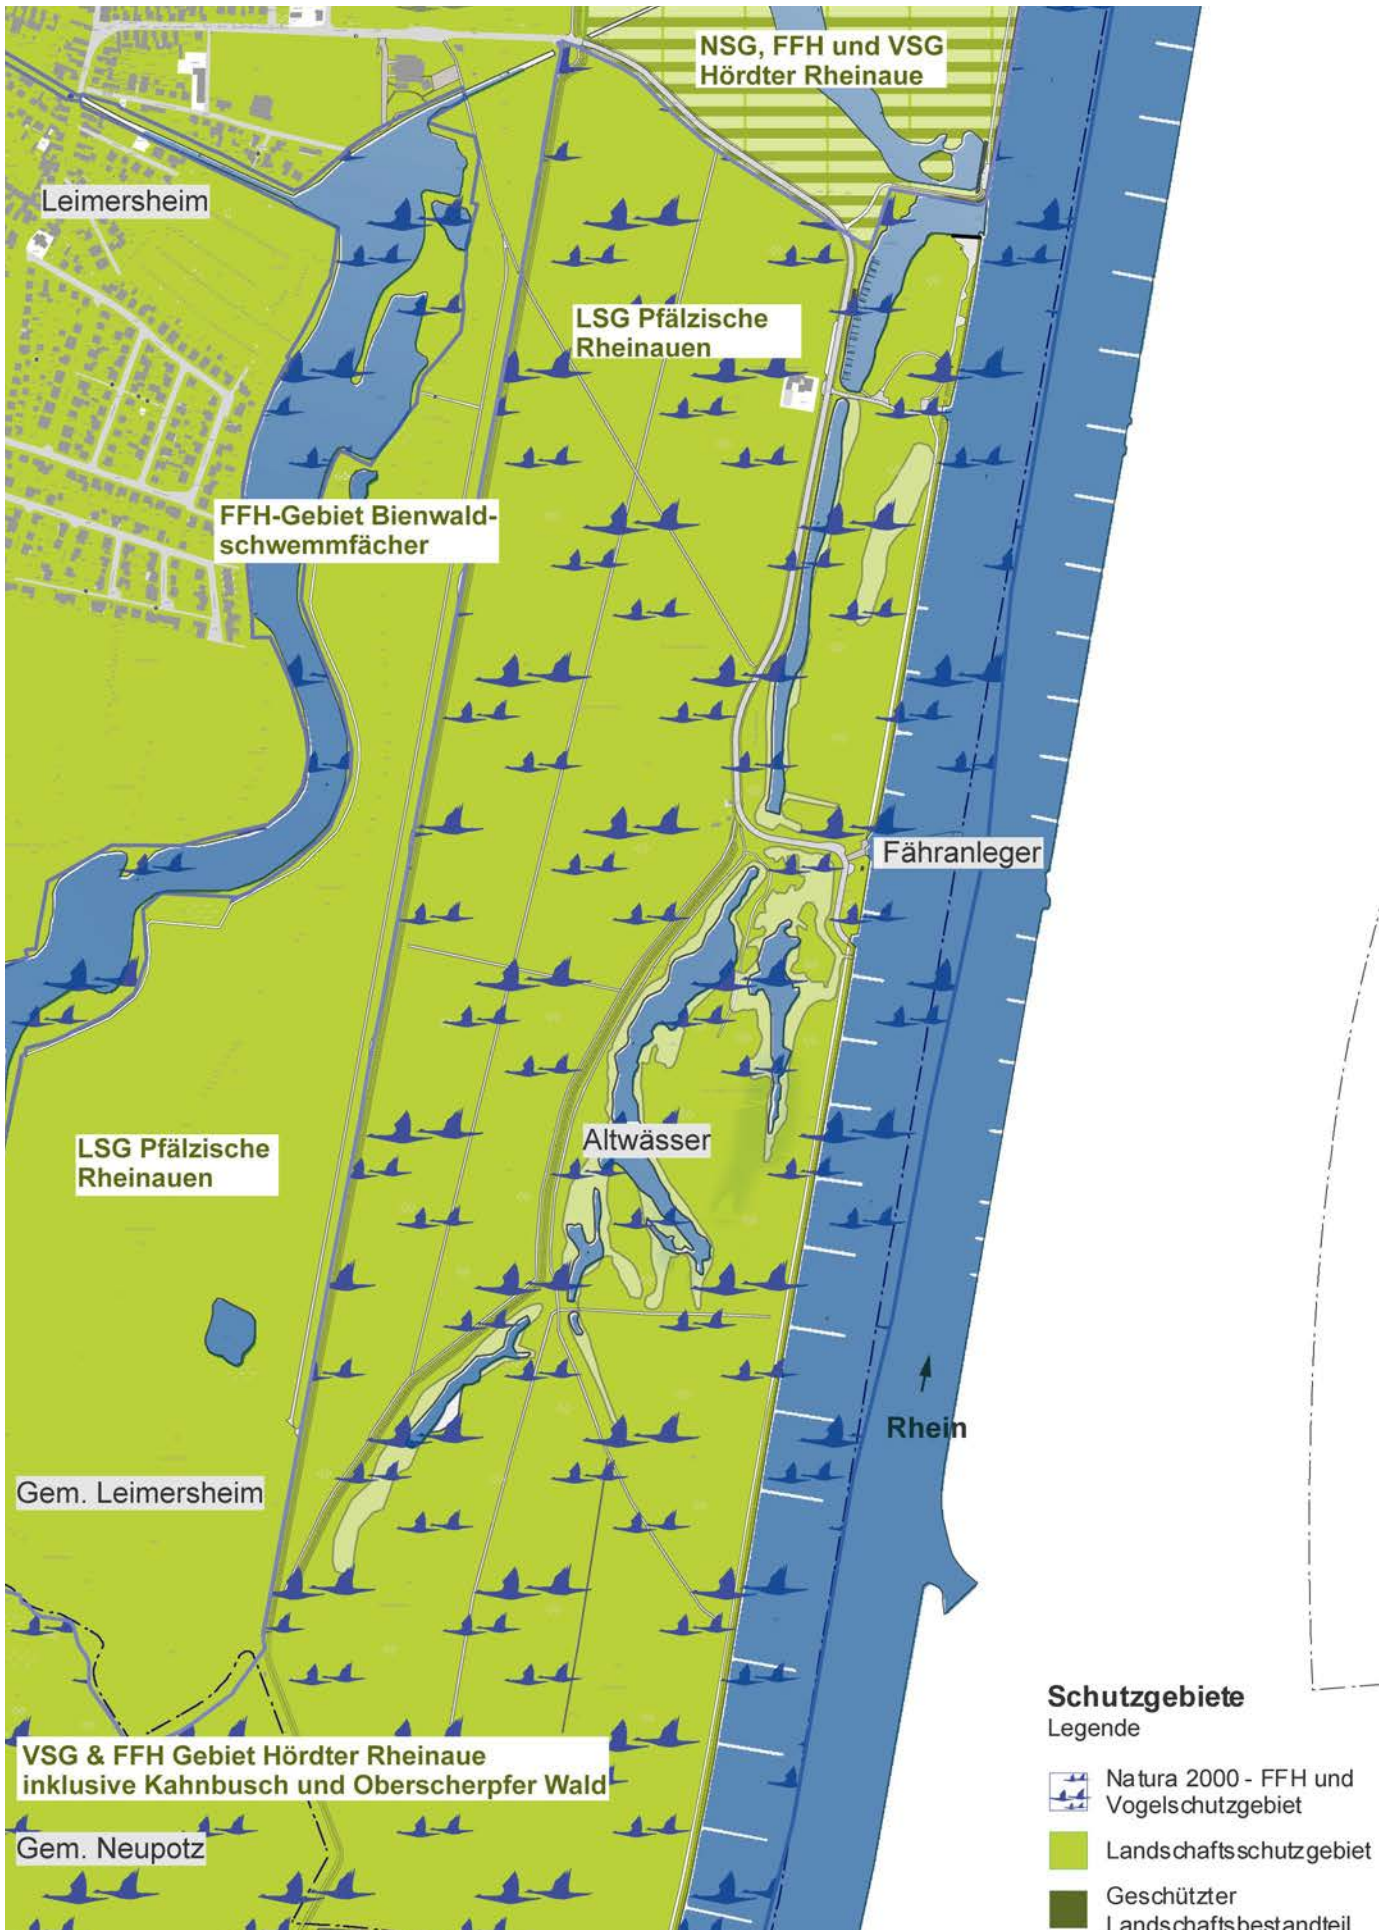 NSG, FFH und VSG
Hördter Rheinaue
Leimersheim
LSG Pfälzische
Rheinauen
FFH-Gebiet Bienwald-
schwemmfächer
Fähranleger
Altwässer
LSG Pfälzische
Rheinauen
Rhein
Gem. Leimersheim
VSG & FFH Gebiet Hördter Rheinaue
inklusive Kahnbusch und Oberscherpfer Wald
Gem. Neupotz
Schutzgebiete
Legende
Natura 2000 - FFH und
Vogelschutzgebiet
Landschaftsschutzgebiet
Geschützter
Landschaftsbestandteil